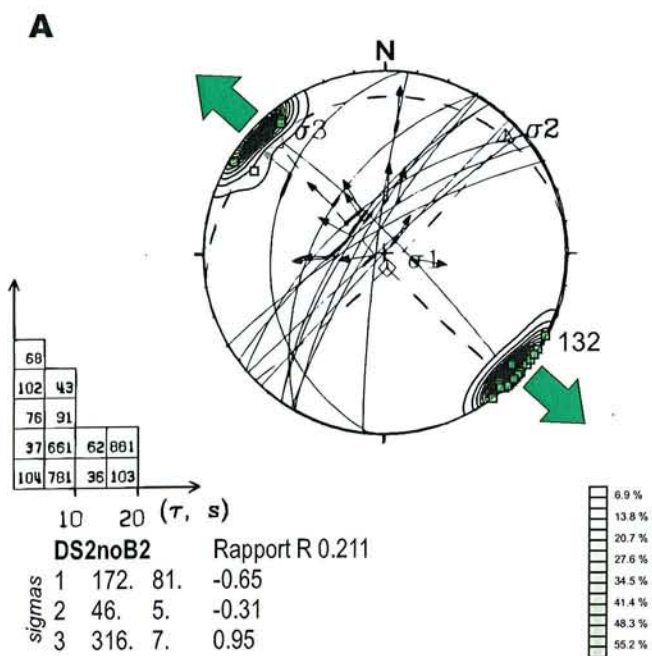 A
N
σ3
σ2
σ1
132
68
102 43
76 91
37 661 62 881
104 781 36 103
10 20 (τ, s)
DS2noB2 Rapport R 0.211
sigmas
1 172. 81. -0.65
2 46. 5. -0.31
3 316. 7. 0.95
6.9 %
13.8 %
20.7 %
27.6 %
34.5 %
41.4 %
48.3 %
55.2 %